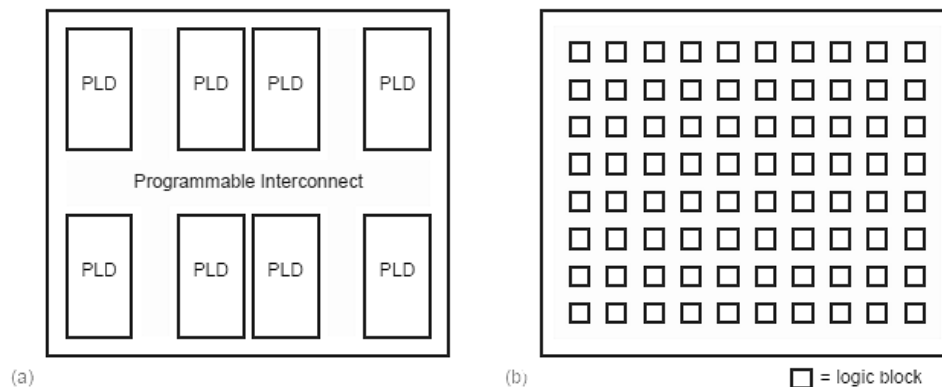 PLD PLD PLD PLD
Programmable Interconnect
PLD PLD PLD PLD
(a) (b) = logic block